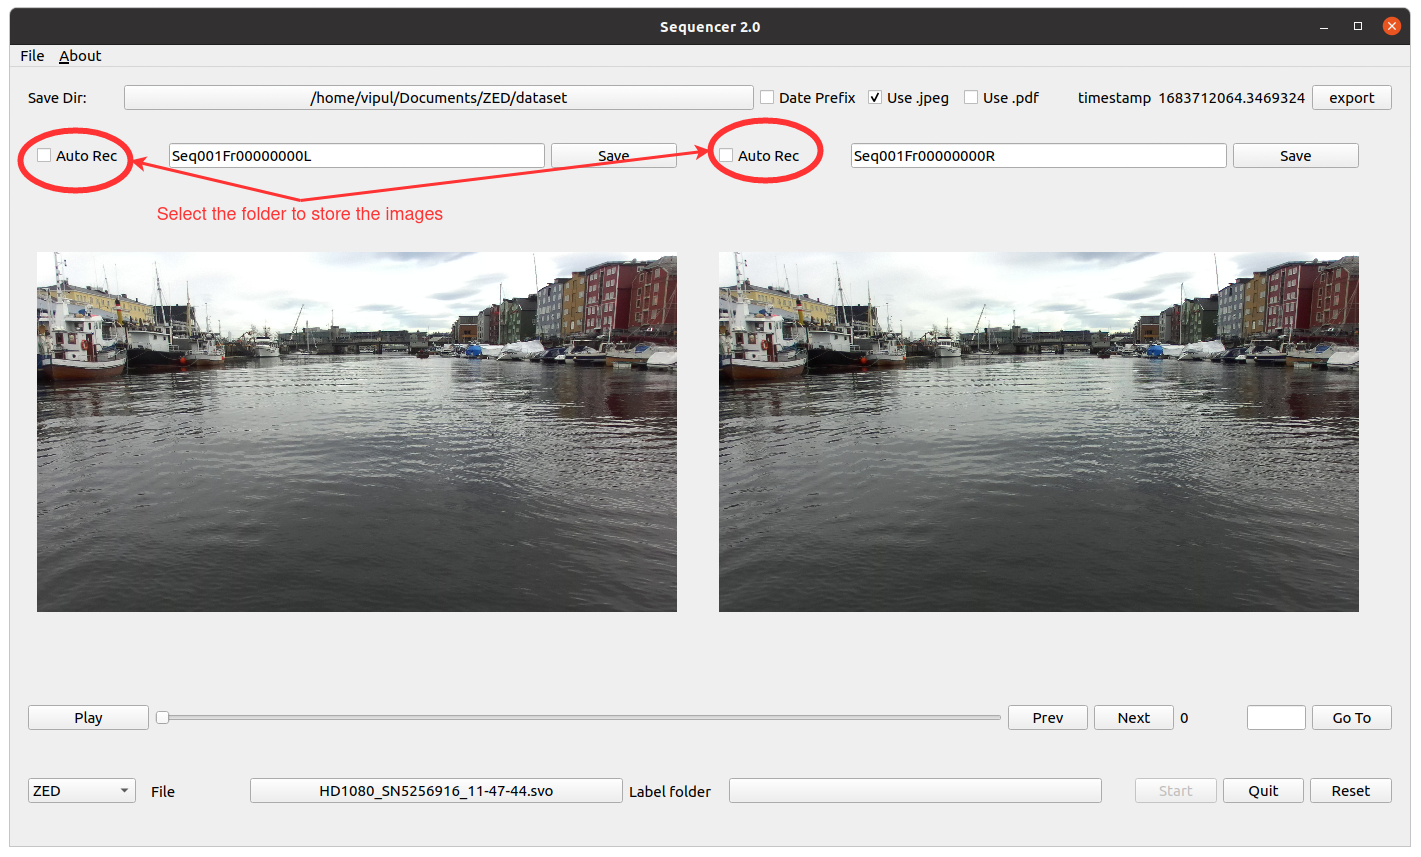 Sequencer 2.0
File About
Save Dir: /home/vipul/Documents/ZED/dataset Date Prefix Use .jpeg Use .pdf timestamp 1683712064.3469324 export
Auto Rec Seq001Fr00000000L Save Auto Rec Seq001Fr00000000R Save
Select the folder to store the images
Play Prev Next 0 Go To
ZED File HD1080_SN5256916_11-47-44.svo Label folder Start Quit Reset